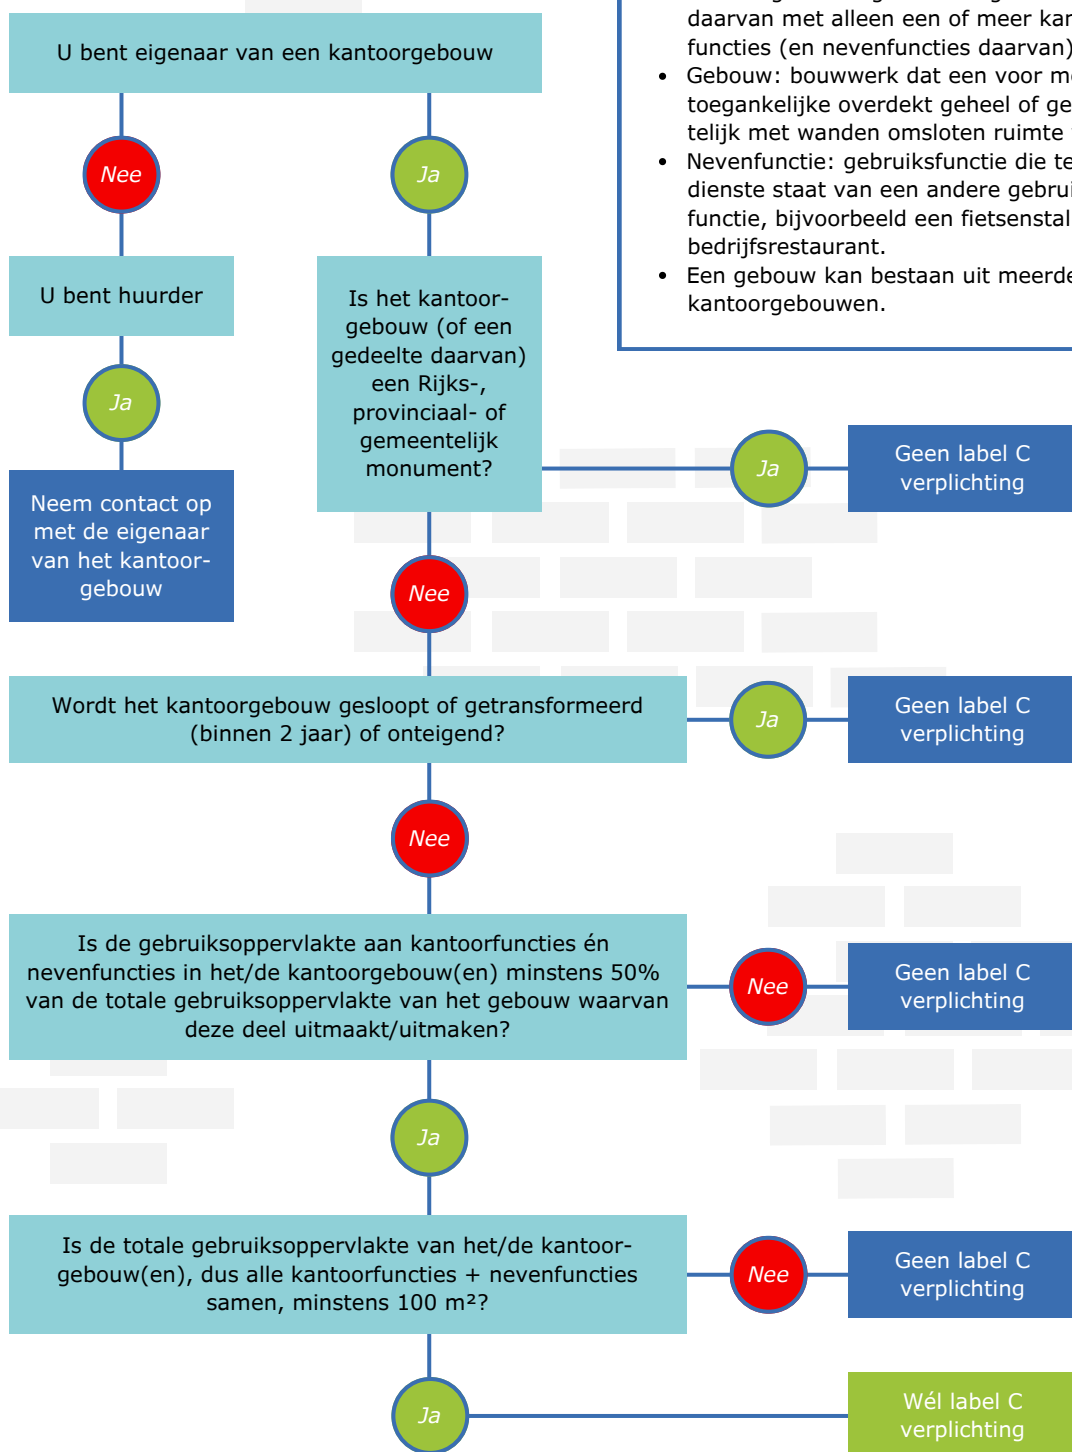 daarvan met alleen een of meer
functies (en nevenfuncties daarvan)
• Gebouw: bouwwerk dat een voor
toegankelijke overdekt geheel of
telijk met wanden omsloten ruimte
• Nevenfunctie: gebruiksfunctie die
dienste staat van een andere
functie, bijvoorbeeld een
bedrijfsrestaurant.
• Een gebouw kan bestaan uit
kantoorgebouwen.
U bent eigenaar van een kantoorgebouw
Nee
Ja
U bent huurder
Ja
Neem contact op
met de eigenaar
van het kantoor-
gebouw
Is het kantoor-
gebouw (of een
gedeelte daarvan)
een Rijks-,
provinciaal- of
gemeentelijk
monument?
Ja
Geen label C
verplichting
Nee
Wordt het kantoorgebouw gesloopt of getransformeerd
(binnen 2 jaar) of onteigend?
Ja
Geen label C
verplichting
Nee
Is de gebruiksoppervlakte aan kantoorfuncties én
nevenfuncties in het/de kantoorgebouw(en) minstens 50%
van de totale gebruiksoppervlakte van het gebouw waarvan
deze deel uitmaakt/uitmaken?
Nee
Geen label C
verplichting
Ja
Is de totale gebruiksoppervlakte van het/de kantoor-
gebouw(en), dus alle kantoorfuncties + nevenfuncties
samen, minstens 100 m²?
Nee
Geen label C
verplichting
Ja
Wél label C
verplichting